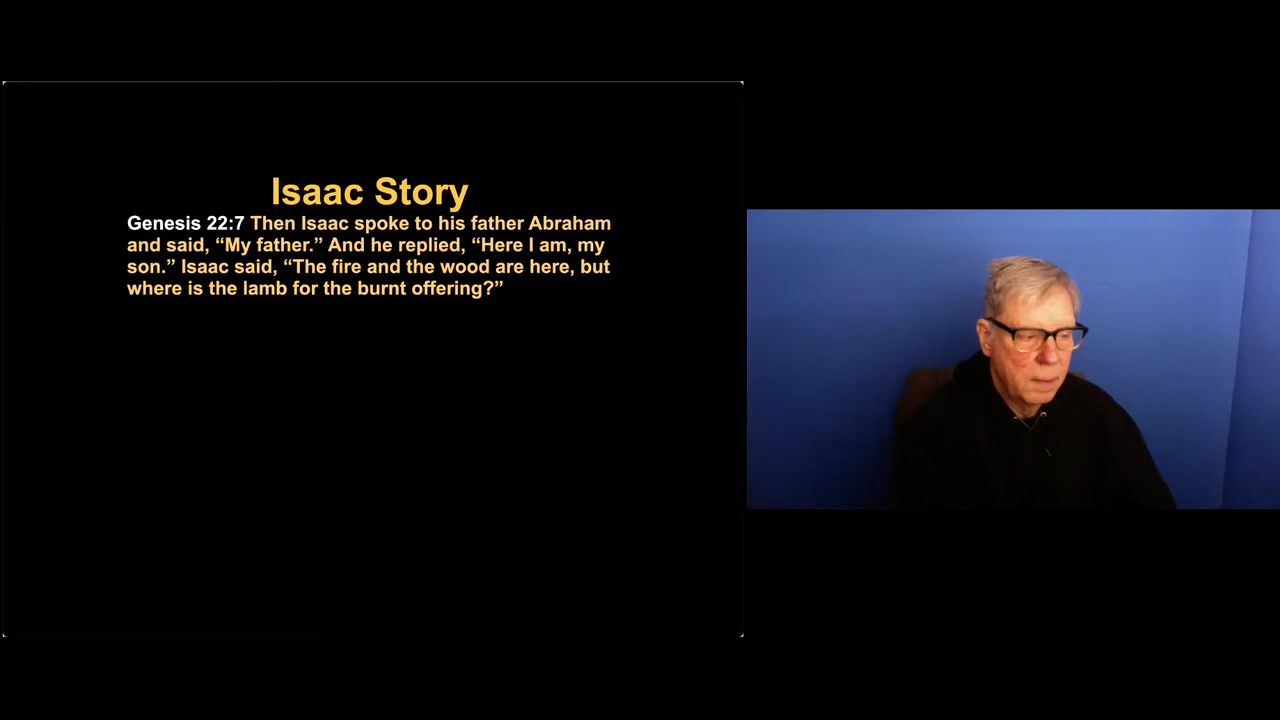 Isaac Story
Genesis 22:7 Then Isaac spoke to his father Abraham
and said, “My father.” And he replied, “Here I am, my
son.” Isaac said, “The fire and the wood are here, but
where is the lamb for the burnt offering?”